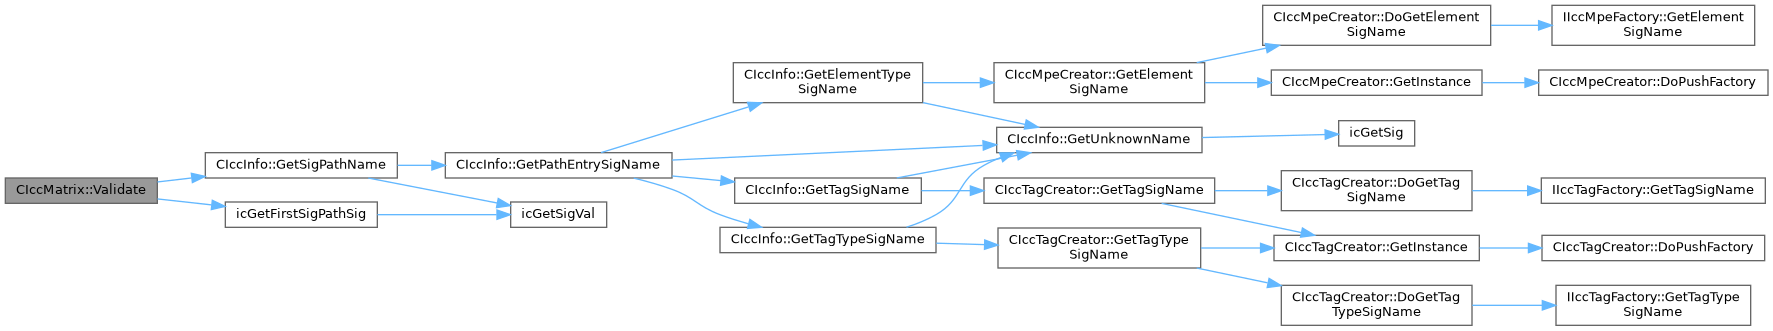 CIccMatrix::Validate
CIccInfo::GetSigPathName
icGetFirstSigPathSig
CIccInfo::GetPathEntrySigName
icGetSigVal
CIccInfo::GetElementType
SigName
CIccInfo::GetTagSigName
CIccInfo::GetTagTypeSigName
CIccMpeCreator::GetElement
SigName
CIccInfo::GetUnknownName
CIccTagCreator::GetTagSigName
CIccTagCreator::GetTagType
SigName
CIccMpeCreator::DoGetElement
SigName
CIccMpeCreator::GetInstance
icGetSig
CIccTagCreator::DoGetTag
SigName
CIccTagCreator::GetInstance
CIccTagCreator::DoGetTag
TypeSigName
IIccMpeFactory::GetElement
SigName
CIccMpeCreator::DoPushFactory
IIccTagFactory::GetTagSigName
CIccTagCreator::DoPushFactory
IIccTagFactory::GetTagType
SigName